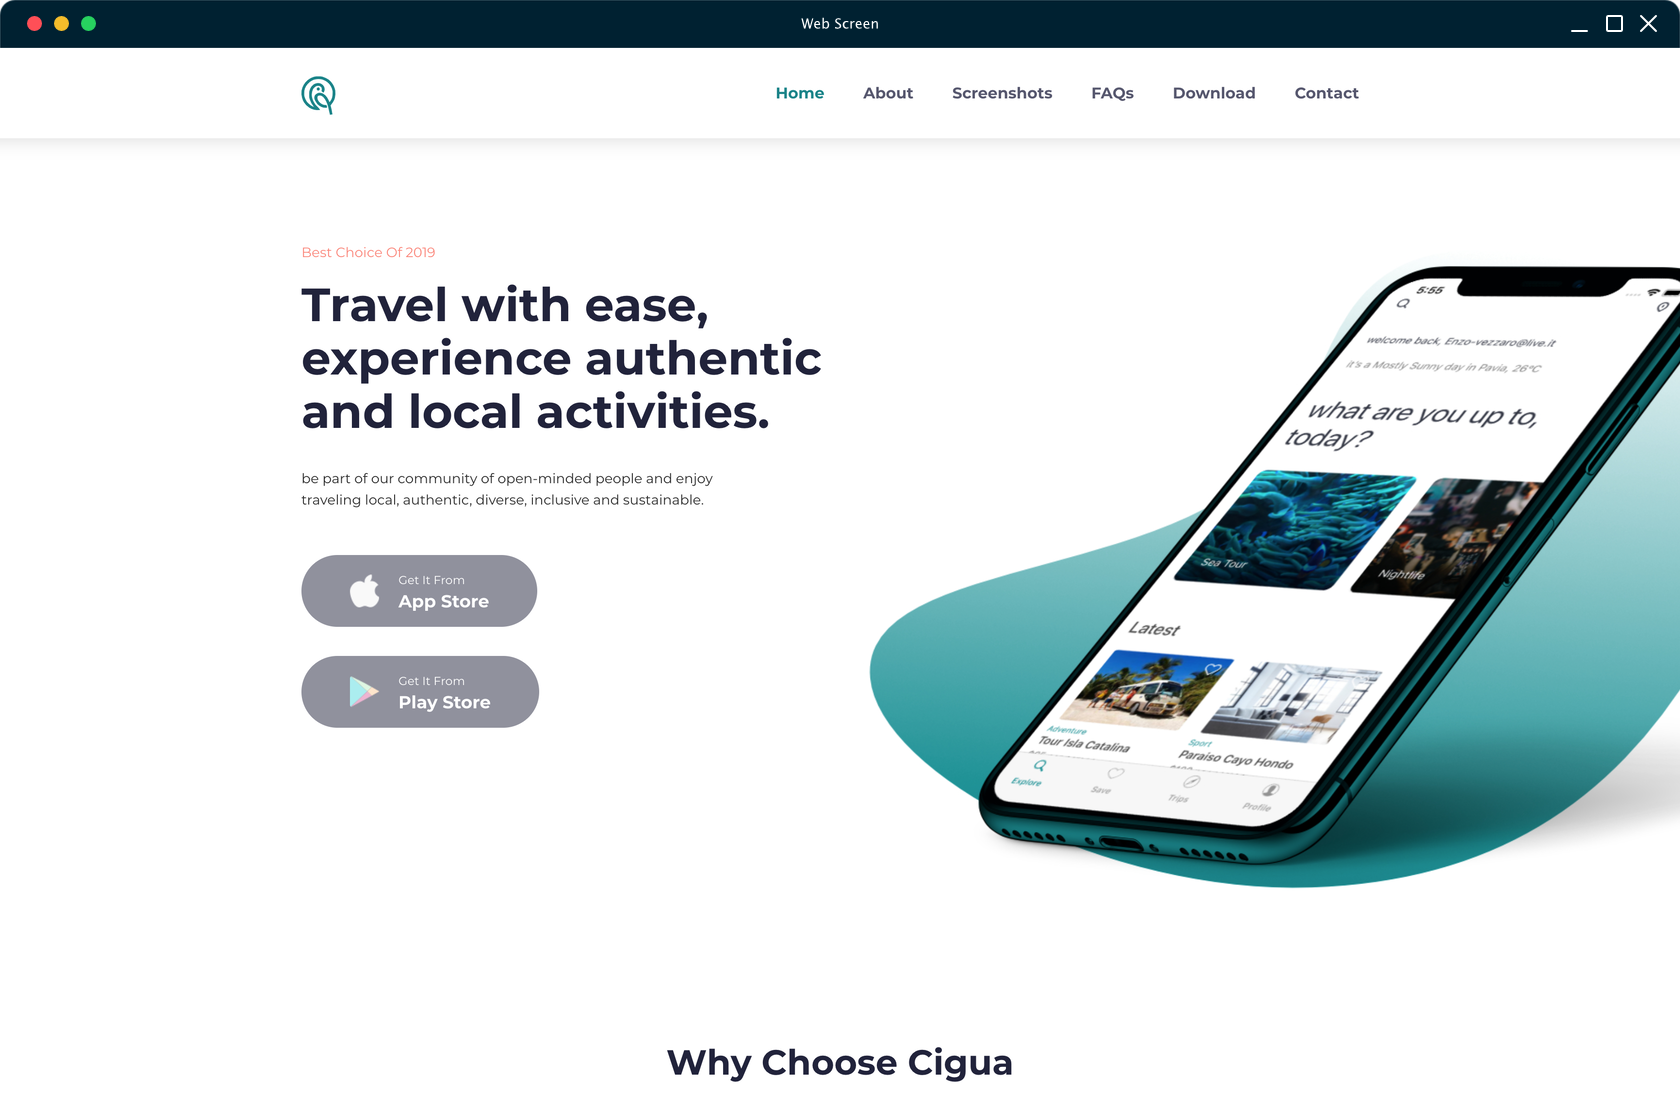 Web Screen
Home About Screenshots FAQs Download Contact
Best Choice Of 2019
Travel with ease,
experience authentic
and local activities.
be part of our community of open-minded people and enjoy
traveling local, authentic, diverse, inclusive and sustainable.
Get It From
App Store
Get It From
Play Store
5:55
welcome back, Enzo-vezzaro@live.it
it's a Mostly Sunny day in Pavia, 26°C
what are you up to,
today?
Sea Tour
Nightlife
Latest
Adventure
Tour Isla Catalina
Sport
Paraiso Cayo Hondo
Explore Save Trips Profile
Why Choose Cigua